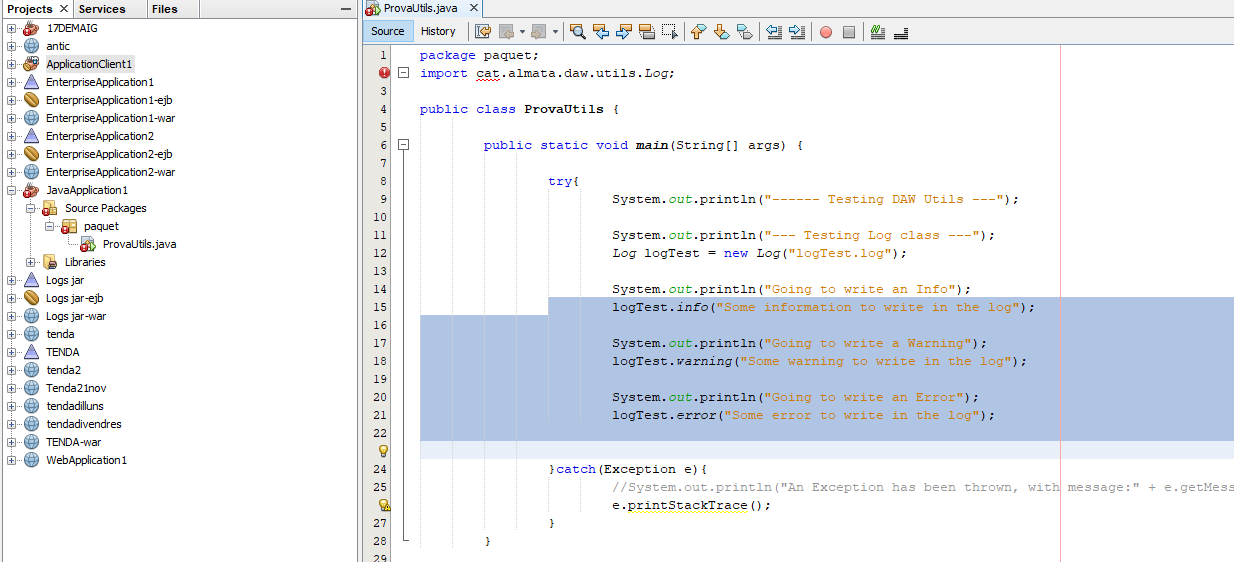 Projects
Services
Files
17DEMAIG
antic
ApplicationClient1
EnterpriseApplication1
EnterpriseApplication1-ejb
EnterpriseApplication1-war
EnterpriseApplication2
EnterpriseApplication2-ejb
EnterpriseApplication2-war
JavaApplication1
Source Packages
paquet
ProvaUtils.java
Libraries
Logs jar
Logs jar-ejb
Logs jar-war
tenda
TENDA
tenda2
Tenda21nov
tendadilluns
tendadivendres
TENDA-war
WebApplication1
ProvaUtils.java
Source
History
1 package paquet;
import cat.almata.daw.utils.Log;
3
4 public class ProvaUtils {
5
6 public static void main(String[] args) {
7
8 try{
9 System.out.println("------ Testing DAW Utils ---");
10
11 System.out.println("--- Testing Log class ---");
12 Log logTest = new Log("logTest.log");
13
14 System.out.println("Going to write an Info");
15 logTest.info("Some information to write in the log");
16
17 System.out.println("Going to write a Warning");
18 logTest.warning("Some warning to write in the log");
19
20 System.out.println("Going to write an Error");
21 logTest.error("Some error to write in the log");
22
24 }catch(Exception e){
25 //System.out.println("An Exception has been thrown, with message:" + e.getMess
e.printStackTrace();
27 }
28 }
29